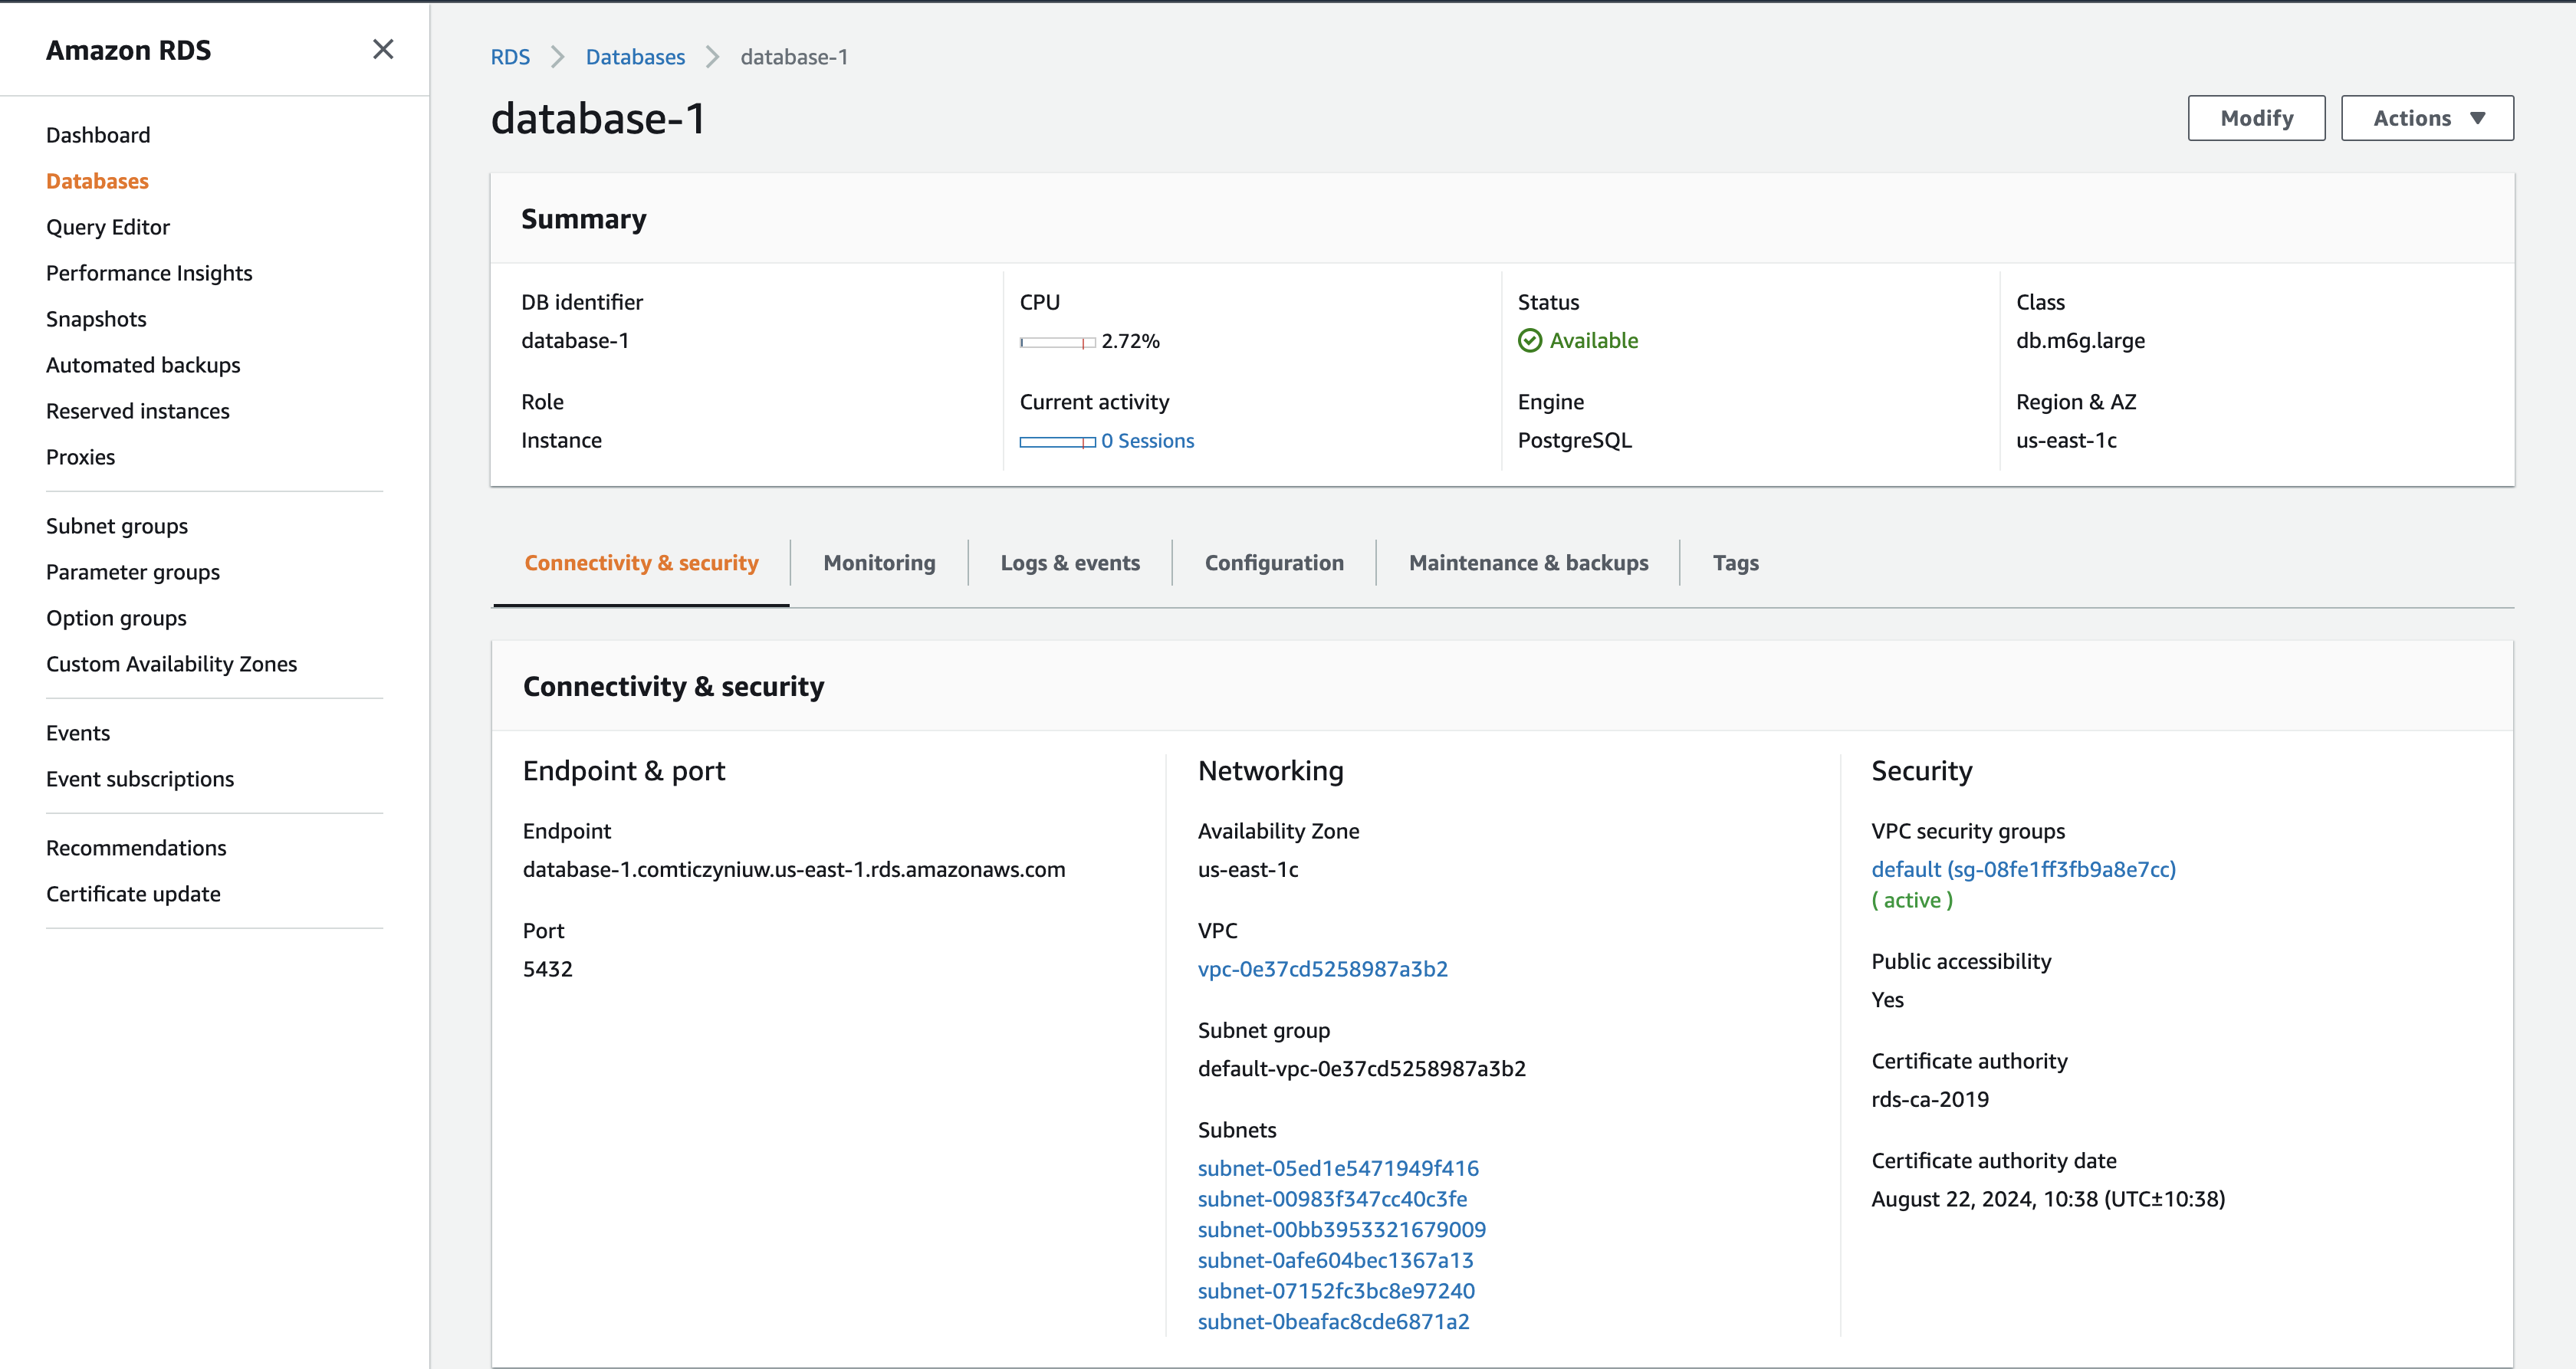 Amazon RDS
Dashboard
Databases
Query Editor
Performance Insights
Snapshots
Automated backups
Reserved instances
Proxies
Subnet groups
Parameter groups
Option groups
Custom Availability Zones
Events
Event subscriptions
Recommendations
Certificate update
RDS > Databases > database-1
database-1
Modify
Actions
Summary
DB identifier
database-1
Role
Instance
CPU
2.72%
Current activity
0 Sessions
Status
Available
Engine
PostgreSQL
Class
db.m6g.large
Region & AZ
us-east-1c
Connectivity & security
Monitoring
Logs & events
Configuration
Maintenance & backups
Tags
Connectivity & security
Endpoint & port
Endpoint
database-1.comticzyniuw.us-east-1.rds.amazonaws.com
Port
5432
Networking
Availability Zone
us-east-1c
VPC
vpc-0e37cd5258987a3b2
Subnet group
default-vpc-0e37cd5258987a3b2
Subnets
subnet-05ed1e5471949f416
subnet-00983f347cc40c3fe
subnet-00bb3953321679009
subnet-0afe604bec1367a13
subnet-07152fc3bc8e97240
subnet-0beafac8cde6871a2
Security
VPC security groups
default (sg-08fe1ff3fb9a8e7cc)
( active )
Public accessibility
Yes
Certificate authority
rds-ca-2019
Certificate authority date
August 22, 2024, 10:38 (UTC±10:38)